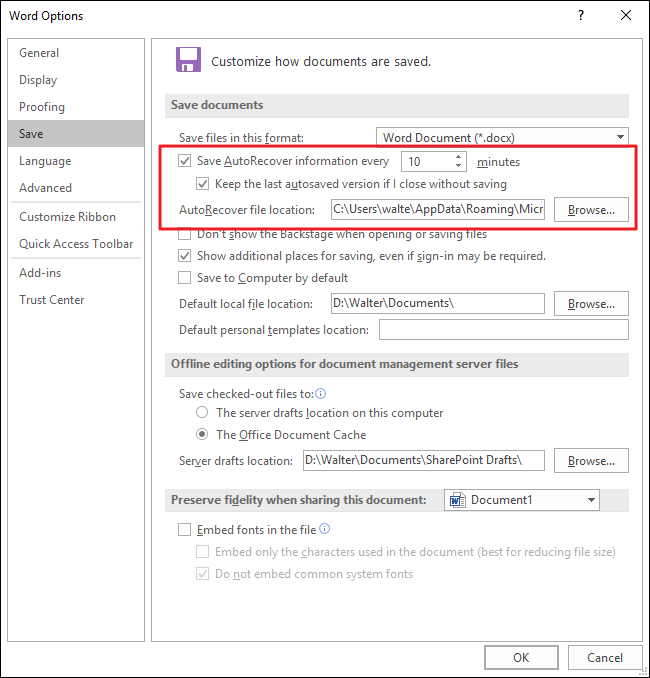 Word Options
?
General
Display
Proofing
Save
Language
Advanced
Customize Ribbon
Quick Access Toolbar
Add-ins
Trust Center
Customize how documents are saved.
Save documents
Save files in this format: Word Document (*.docx)
Save AutoRecover information every 10 minutes
Keep the last autosaved version if I close without saving
AutoRecover file location: C:\Users\walte\AppData\Roaming\Micr Browse...
Don't show the Backstage when opening or saving files
Show additional places for saving, even if sign-in may be required.
Save to Computer by default
Default local file location: D:\Walter\Documents\ Browse...
Default personal templates location:
Offline editing options for document management server files
Save checked-out files to:
The server drafts location on this computer
The Office Document Cache
Server drafts location: D:\Walter\Documents\SharePoint Drafts\ Browse...
Preserve fidelity when sharing this document: Document1
Embed fonts in the file
Embed only the characters used in the document (best for reducing file size)
Do not embed common system fonts
OK Cancel